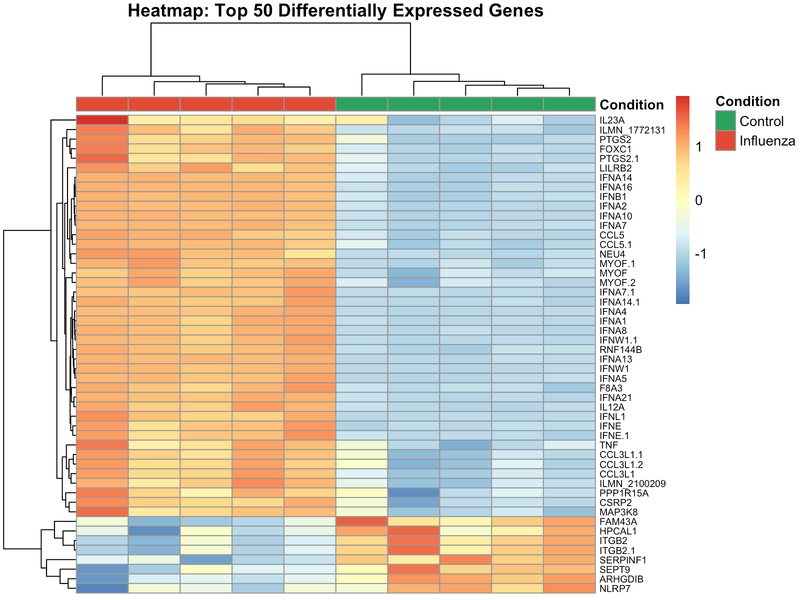 Heatmap: Top 50 Differentially Expressed Genes
Condition
IL23A
ILMN_1772131
PTGS2
FOXC1
PTGS2.1
LILRB2
IFNA14
IFNA16
IFNB1
IFNA2
IFNA10
IFNA7
CCL5
CCL5.1
NEU4
MYOF.1
MYOF
MYOF.2
IFNA7.1
IFNA14.1
IFNA4
IFNA1
IFNA8
IFNW1.1
RNF144B
IFNA13
IFNW1
IFNA5
F8A3
IFNA21
IL12A
IFNL1
IFNE
IFNE.1
TNF
CCL3L1.1
CCL3L1.2
CCL3L1
ILMN_2100209
PPP1R15A
CSRP2
MAP3K8
FAM43A
HPCAL1
ITGB2
ITGB2.1
SERPINF1
SEPT9
ARHGDIB
NLRP7
1
0
-1
Condition
Control
Influenza